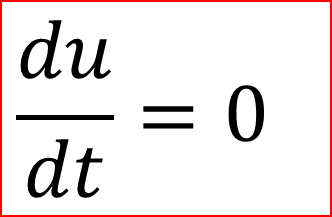 du/dt = 0